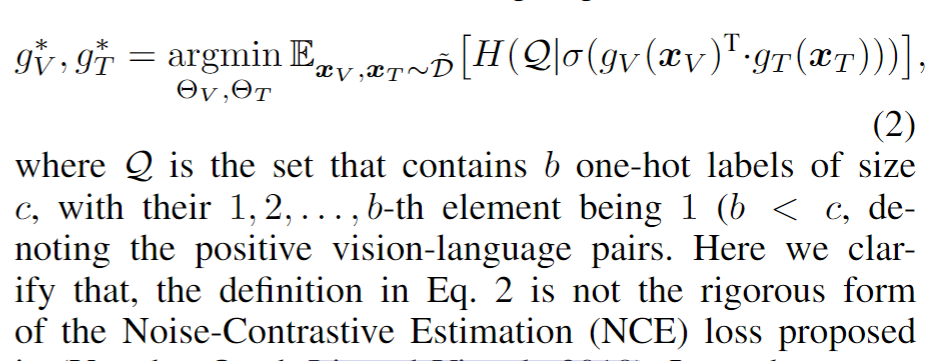 g_V^*, g_T^* = argmin_{Θ_V,Θ_T} 𝔼_{x_V,x_T∼𝒟̃}[H(𝒬|σ(g_V(x_V)^T·g_T(x_T)))],
(2)
where 𝒬 is the set that contains b one-hot labels of size
c, with their 1, 2, . . . , b-th element being 1 (b < c, de-
noting the positive vision-language pairs. Here we clar-
ify that, the definition in Eq. 2 is not the rigorous form
of the Noise-Contrastive Estimation (NCE) loss proposed